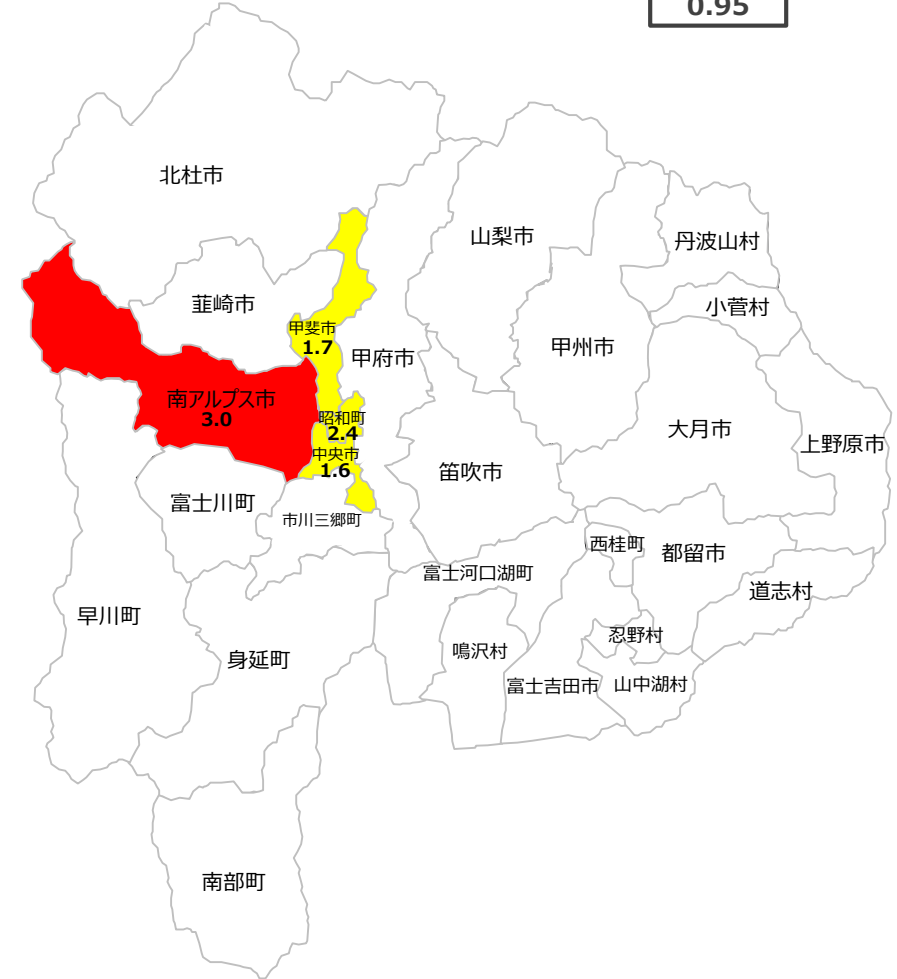 0.95
北杜市
山梨市
丹波山村
韮崎市
小菅村
甲斐市
1.7
甲府市
甲州市
南アルプス市
3.0
昭和町
2.4
大月市
上野原市
中央市
1.6
笛吹市
富士川町
市川三郷町
西桂町
都留市
富士河口湖町
道志村
早川町
忍野村
鳴沢村
身延町
富士吉田市
山中湖村
南部町